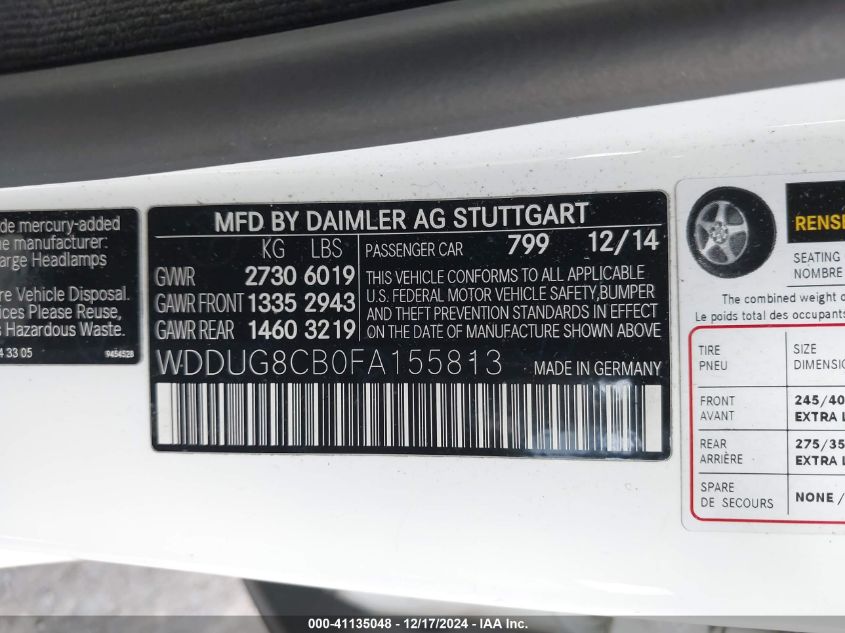 de mercury-added
ne manufacturer:
arge Headlamps
re Vehicle Disposal.
ices Please Reuse,
s Hazardous Waste.
4 33 05
9454528
MFD BY DAIMLER AG STUTTGART
KG LBS
GVWR 2730 6019
GAWR FRONT 1335 2943
GAWR REAR 1460 3219
PASSENGER CAR 799 12/14
THIS VEHICLE CONFORMS TO ALL APPLICABLE
U.S. FEDERAL MOTOR VEHICLE SAFETY,BUMPER
AND THEFT PREVENTION STANDARDS IN EFFECT
ON THE DATE OF MANUFACTURE SHOWN ABOVE
WDDUG8CB0FA155813 MADE IN GERMANY
RENSE
SEATING
NOMBRE
The combined weight o
Le poids total des occupants
TIRE SIZE
PNEU DIMENSIO
FRONT 245/40
AVANT EXTRA L
REAR 275/35
ARRIÈRE EXTRA L
SPARE
DE SECOURS NONE /
000-41135048 - 12/17/2024 - IAA Inc.